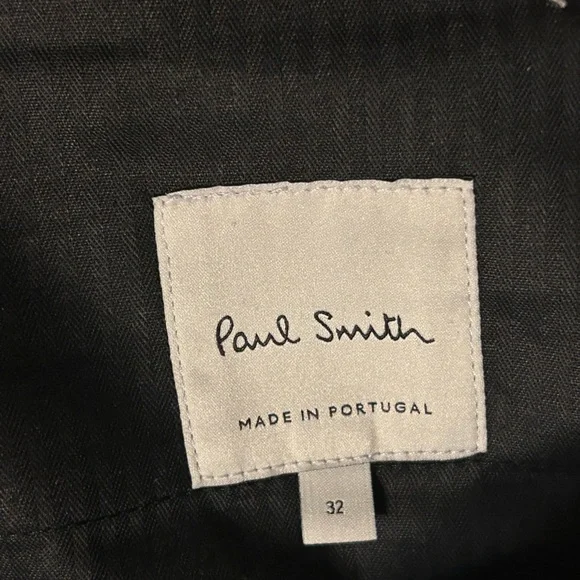 Paul Smith
MADE IN PORTUGAL
32